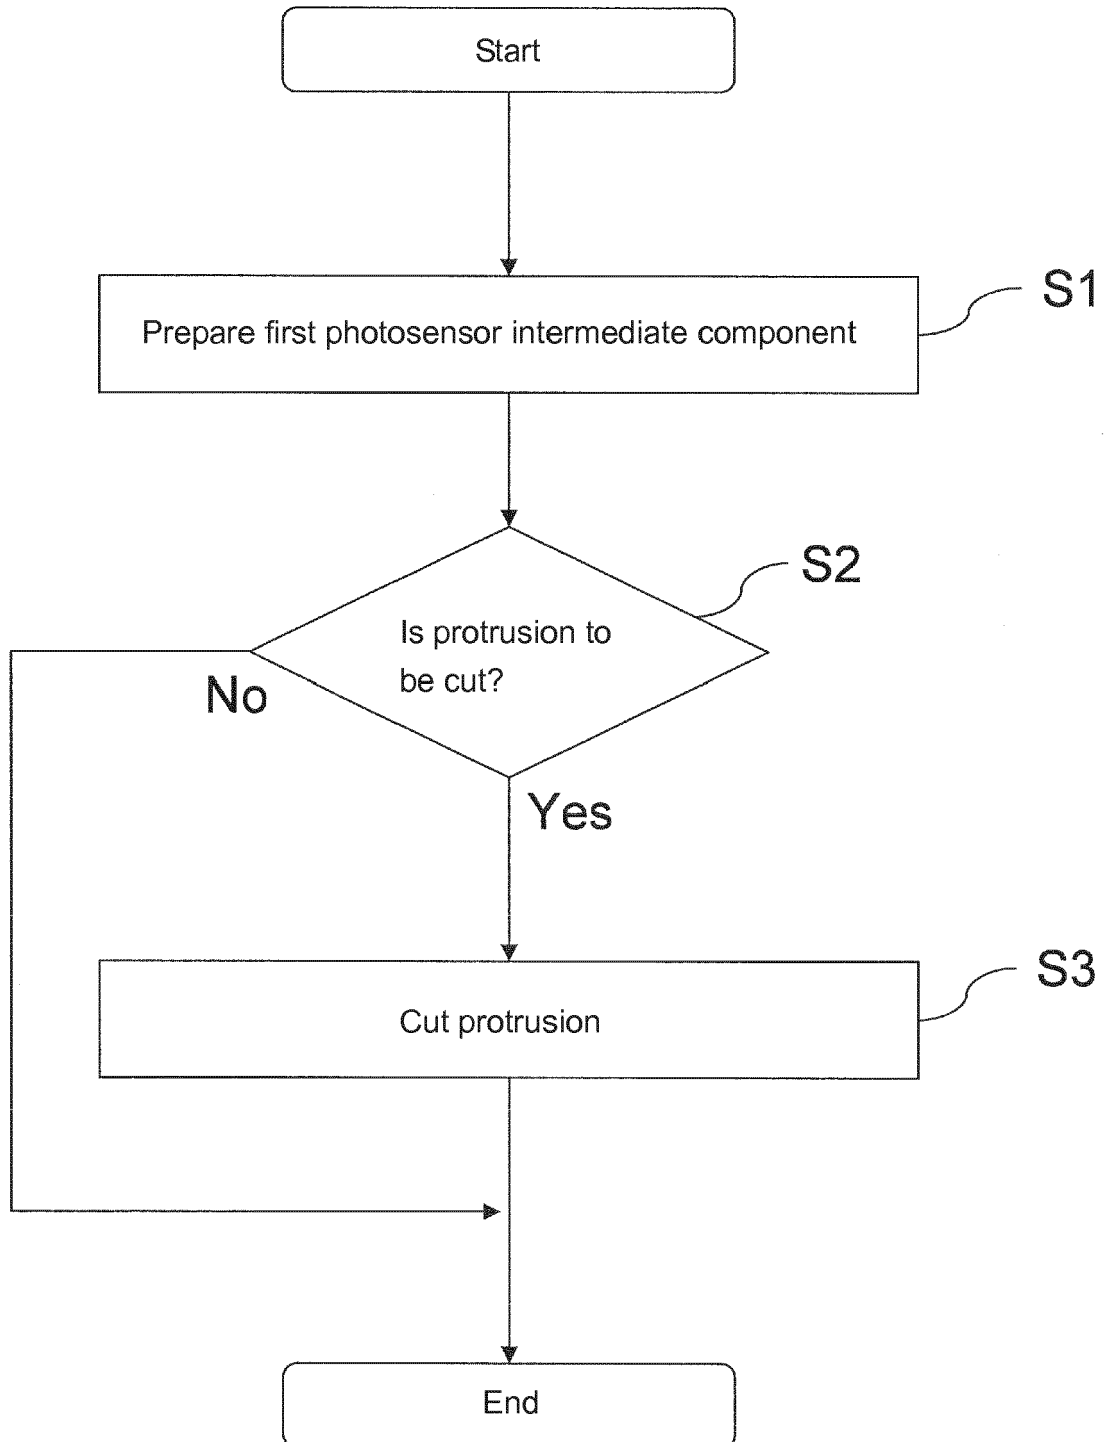 Start
Prepare first photosensor intermediate component
S1
Is protrusion to
be cut?
S2
No
Yes
Cut protrusion
S3
End